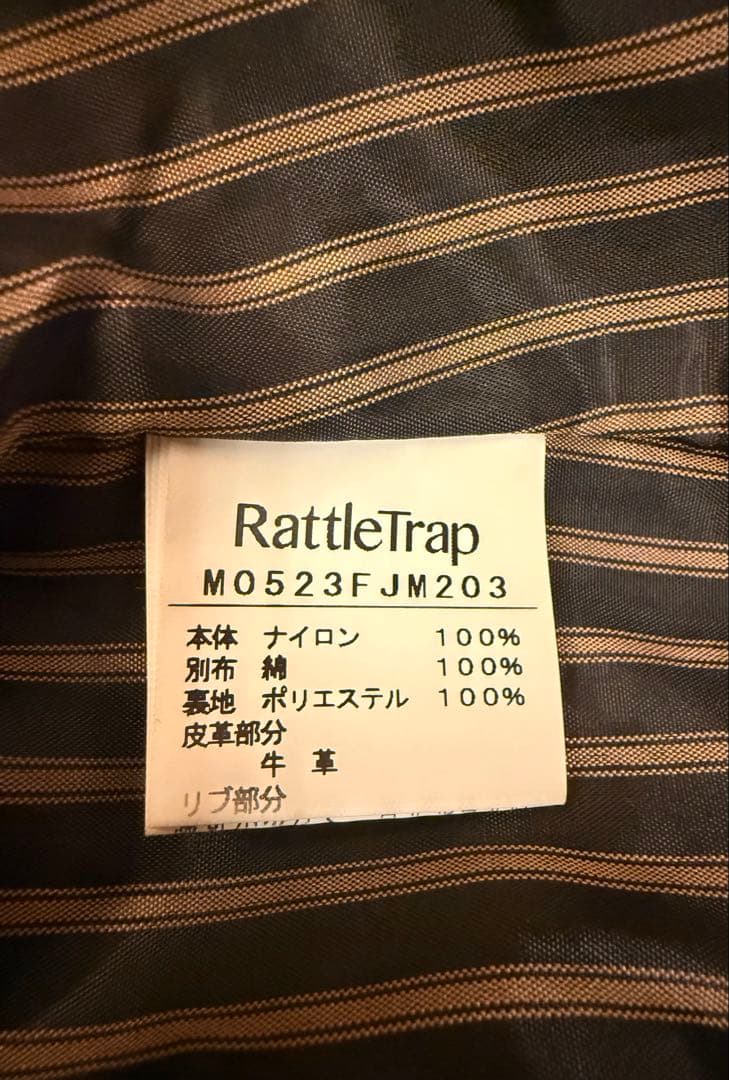 RattleTrap
M0523FJM203
本体 ナイロン 100%
別布 綿 100%
裏地 ポリエステル 100%
皮革部分
牛 革
リブ部分